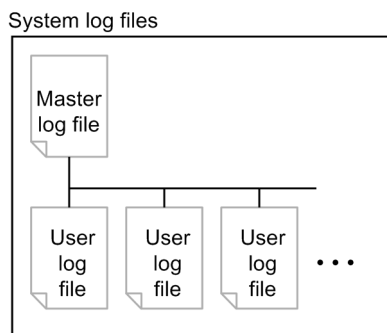 System log files
Master
log file
User
log
file
User
log
file
User
log
file
...